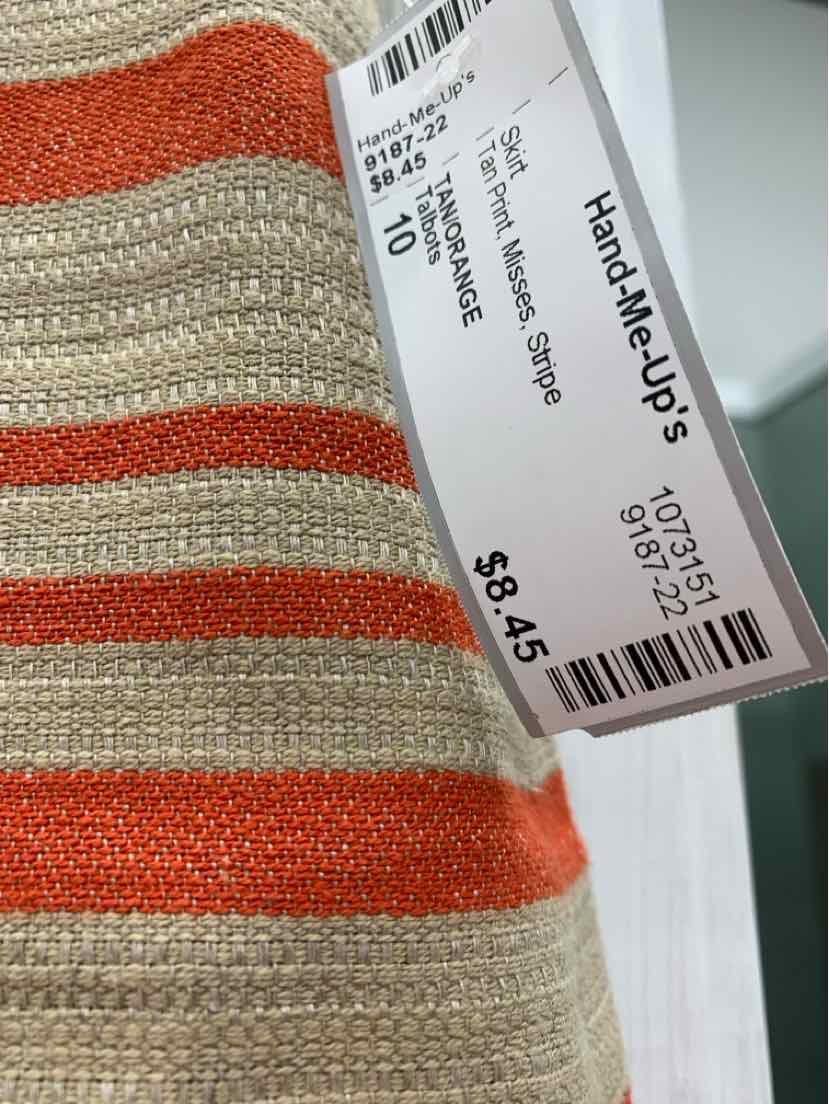 Hand-Me-Up's
9187-22
$8.45
TAN/ORANGE
Talbots
10
Skirt
Tan Print, Misses, Stripe
Hand-Me-Up's
$8.45
1073151
9187-22